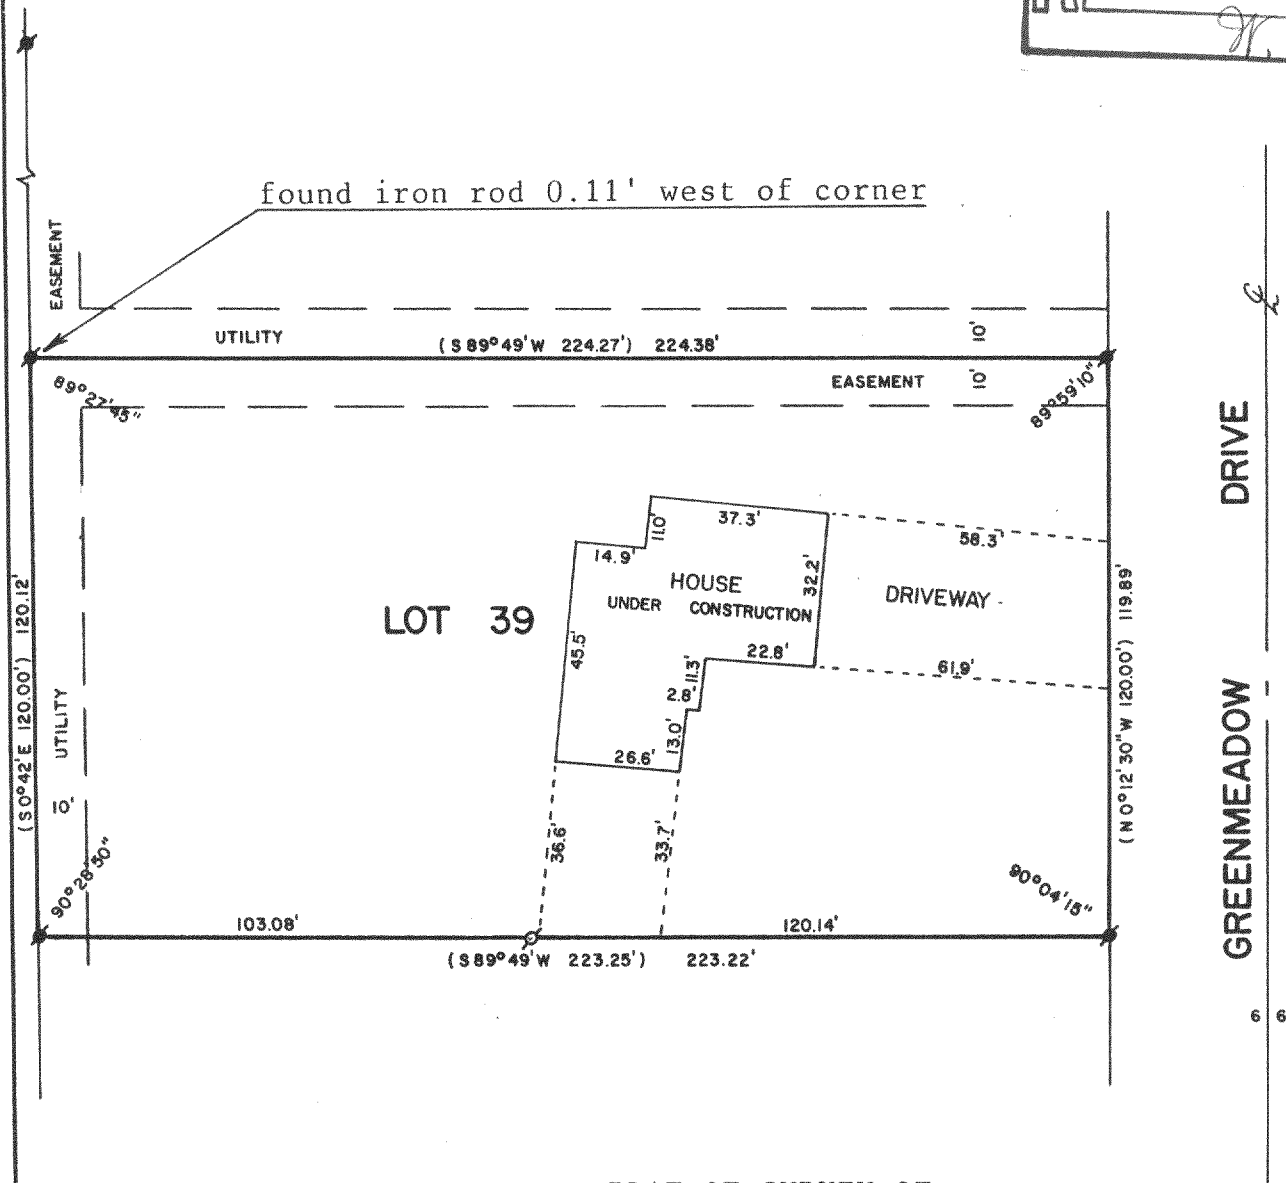 found iron rod 0.11' west of corner
EASEMENT
UTILITY
(S 89°49'W 224.27') 224.38'
10'
EASEMENT
10'
89°27'45"
89°59'10"
DRIVE
37.3'
11.0'
58.3'
14.9'
HOUSE
UNDER CONSTRUCTION
32.2'
DRIVEWAY
LOT 39
45.5'
22.8'
61.9'
11.3'
2.8'
13.0'
26.6'
(S 0°42'E 120.00') 120.12'
UTILITY
10'
(N 0°12'30"W 120.00') 119.89'
GREENMEADOW
36.6'
33.7'
90°28'50"
90°04'15"
103.08'
120.14'
(S 89°49'W 223.25') 223.22'
6 6